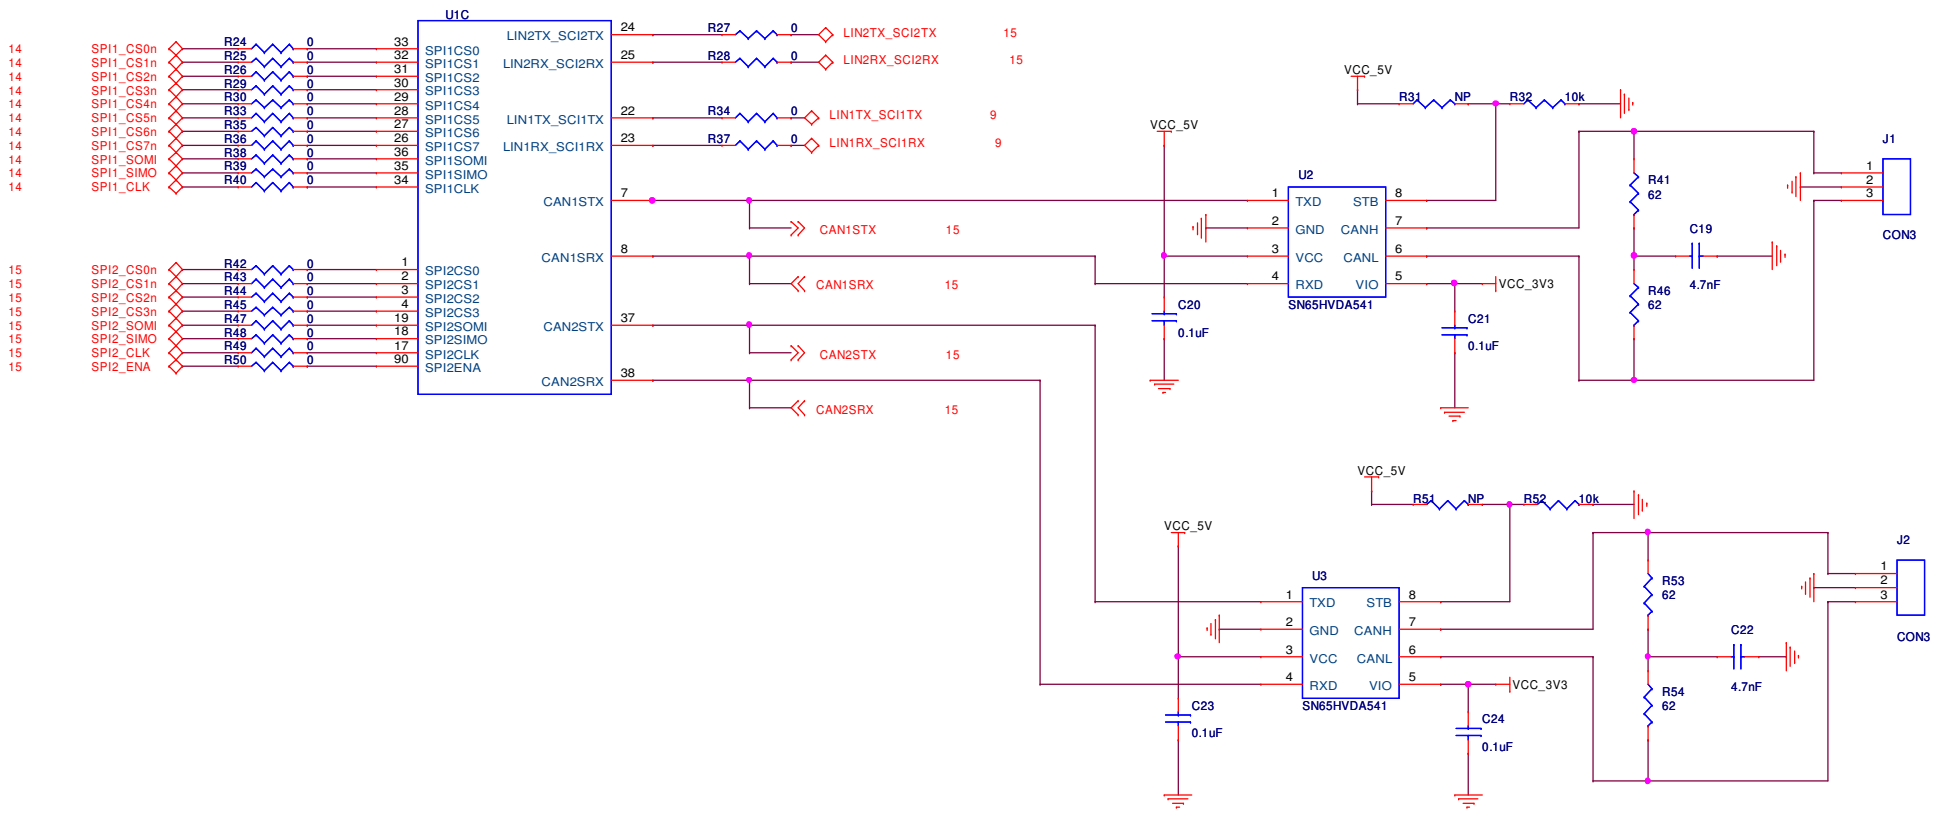 U1C
14 SPI1_CS0n R24 0 33 SPI1CS0
14 SPI1_CS1n R25 0 32 SPI1CS1
14 SPI1_CS2n R26 0 31 SPI1CS2
14 SPI1_CS3n R29 0 30 SPI1CS3
14 SPI1_CS4n R30 0 29 SPI1CS4
14 SPI1_CS5n R33 0 28 SPI1CS5
14 SPI1_CS6n R35 0 27 SPI1CS6
14 SPI1_CS7n R36 0 26 SPI1CS7
14 SPI1_SOMI R38 0 36 SPI1SOMI
14 SPI1_SIMO R39 0 35 SPI1SIMO
14 SPI1_CLK R40 0 34 SPI1CLK
15 SPI2_CS0n R42 0 1 SPI2CS0
15 SPI2_CS1n R43 0 2 SPI2CS1
15 SPI2_CS2n R44 0 3 SPI2CS2
15 SPI2_CS3n R45 0 4 SPI2CS3
15 SPI2_SOMI R47 0 19 SPI2SOMI
15 SPI2_SIMO R48 0 18 SPI2SIMO
15 SPI2_CLK R49 0 17 SPI2CLK
15 SPI2_ENA R50 0 90 SPI2ENA
LIN2TX_SCI2TX 24 R27 0 LIN2TX_SCI2TX 15
LIN2RX_SCI2RX 25 R28 0 LIN2RX_SCI2RX 15
LIN1TX_SCI1TX 22 R34 0 LIN1TX_SCI1TX 9
LIN1RX_SCI1RX 23 R37 0 LIN1RX_SCI1RX 9
CAN1STX 7
CAN1STX 15
CAN1SRX 8
CAN1SRX 15
CAN2STX 37
CAN2STX 15
CAN2SRX 38
CAN2SRX 15
VCC_5V
R31 NP R32 10k
VCC_5V
U2
1 TXD STB 8
2 GND CANH 7
3 VCC CANL 6
4 RXD VIO 5
SN65HVDA541
VCC_3V3
C20
0.1uF
C21
0.1uF
R41
62
C19
4.7nF
R46
62
J1
1
2
3
CON3
VCC_5V
R51 NP R52 10k
VCC_5V
U3
1 TXD STB 8
2 GND CANH 7
3 VCC CANL 6
4 RXD VIO 5
SN65HVDA541
VCC_3V3
C23
0.1uF
C24
0.1uF
R53
62
C22
4.7nF
R54
62
J2
1
2
3
CON3